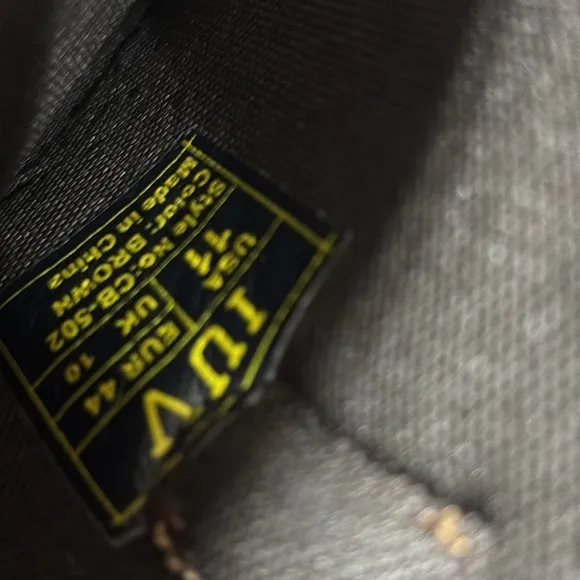 IUV
USA
11
EUR 44
UK 10
Style No:CB-502
Color: BROWN
Made in China